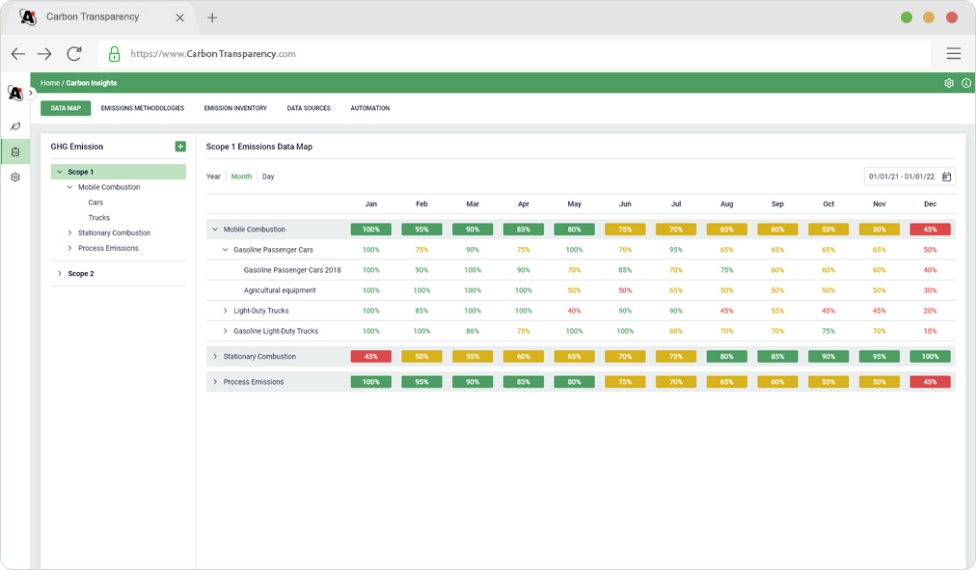 Carbon Transparency
https://www.Carbon Transparency.com
Home / Carbon Insights
DATA MAP EMISSIONS METHODOLOGIES EMISSION INVENTORY DATA SOURCES AUTOMATION
GHG Emission
Scope 1
Mobile Combustion
Cars
Trucks
Stationary Combustion
Process Emissions
Scope 2
Scope 1 Emissions Data Map
Year Month Day 01/01/21 - 01/01/22
Jan Feb Mar Apr May Jun Jul Aug Sep Oct Nov Dec
Mobile Combustion 100% 95% 90% 85% 80% 75% 70% 65% 60% 55% 50% 45%
Gasoline Passenger Cars 100% 75% 90% 75% 100% 70% 95% 65% 65% 65% 65% 50%
Gasoline Passenger Cars 2018 100% 90% 100% 90% 70% 85% 70% 75% 60% 60% 60% 40%
Agricultural equipment 100% 100% 100% 100% 50% 50% 65% 50% 50% 50% 50% 30%
Light-Duty Trucks 100% 85% 100% 100% 40% 90% 90% 45% 55% 45% 45% 20%
Gasoline Light-Duty Trucks 100% 100% 86% 75% 100% 100% 60% 70% 70% 75% 70% 10%
Stationary Combustion 45% 50% 55% 60% 65% 70% 75% 80% 85% 90% 95% 100%
Process Emissions 100% 95% 90% 85% 80% 75% 70% 65% 60% 55% 50% 45%